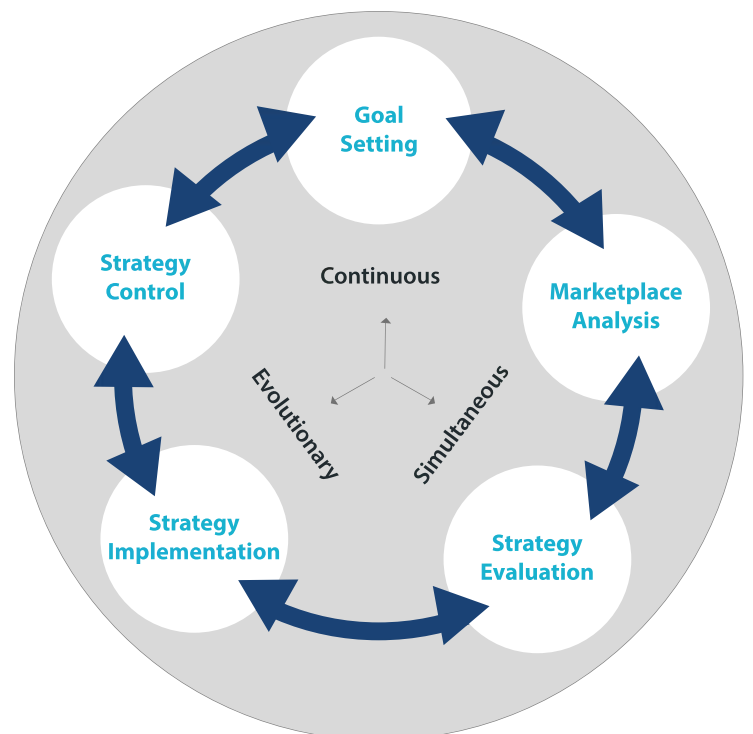 Goal
Setting
Strategy
Control
Continuous
Marketplace
Analysis
Evolutionary
Simultaneous
Strategy
Implementation
Strategy
Evaluation